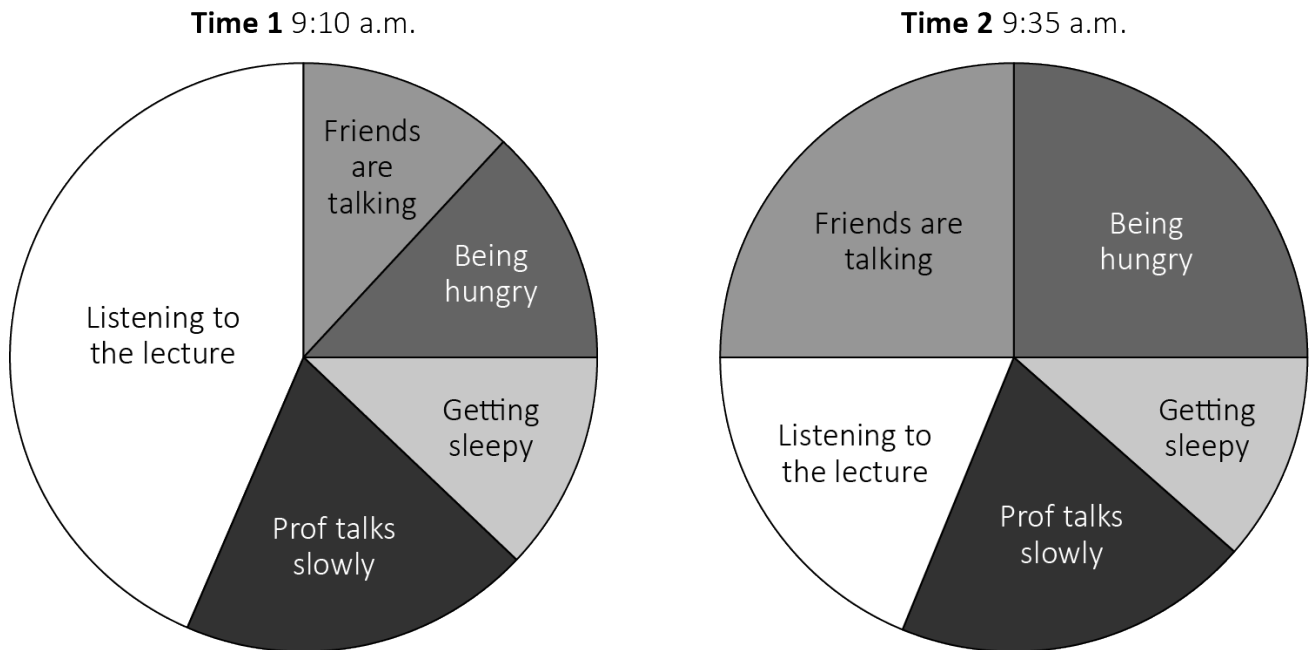 Time 1 9:10 a.m.
Friends
are
talking
Being
hungry
Listening to
the lecture
Getting
sleepy
Prof talks
slowly
Time 2 9:35 a.m.
Friends are
talking
Being
hungry
Listening to
the lecture
Getting
sleepy
Prof talks
slowly